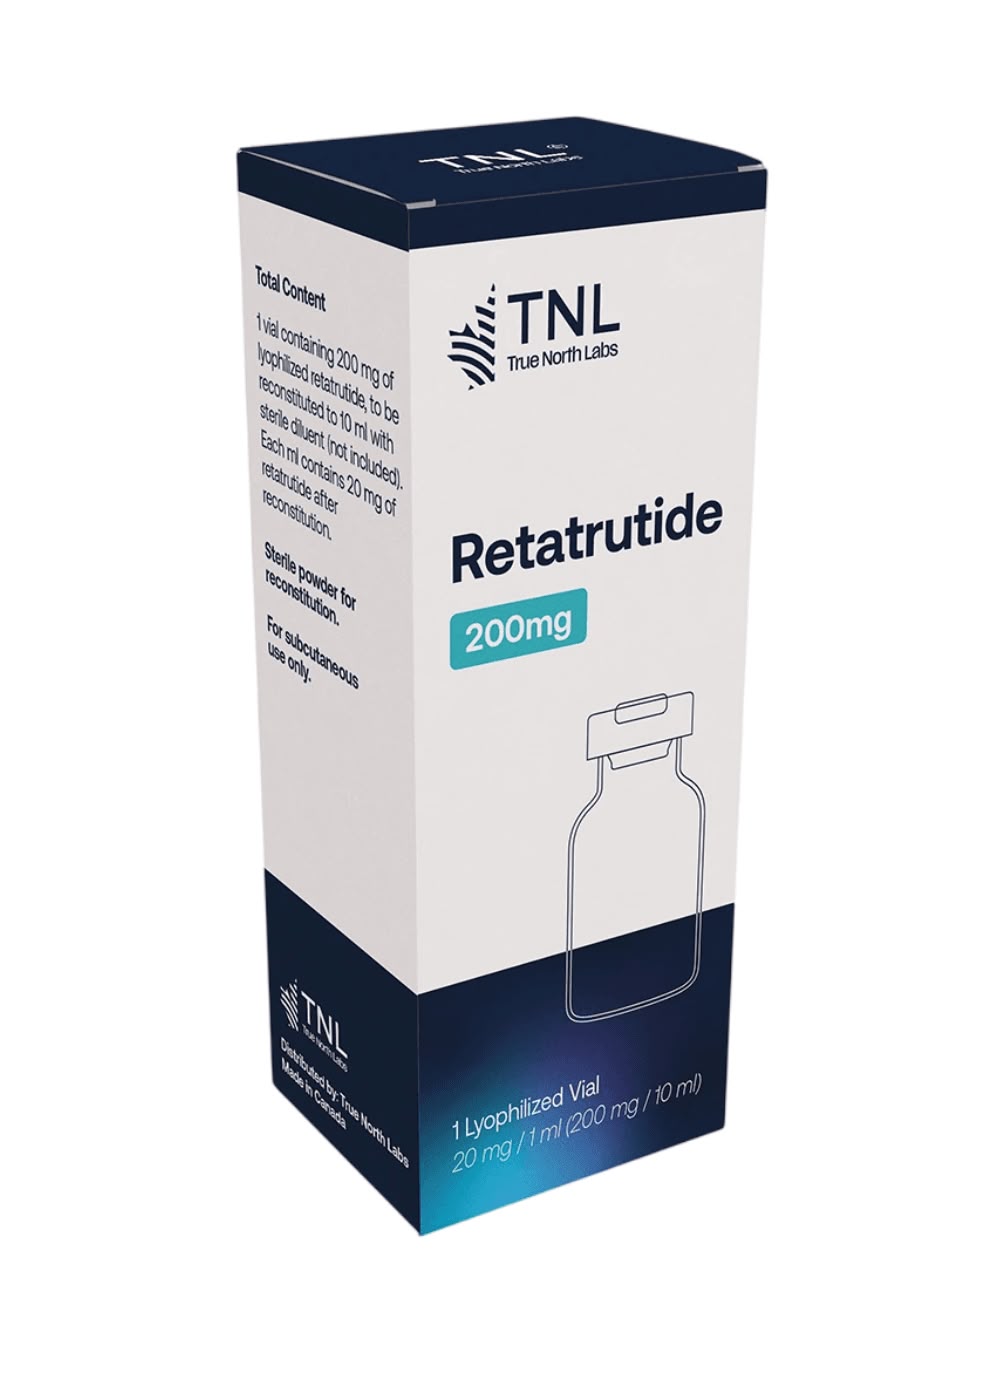 TNL®
True North Labs
Total Content
1 vial containing 200 mg of
lyophilized retatrutide, to be
reconstituted to 10 ml with
sterile diluent (not included).
Each ml contains 20 mg of
retatrutide after
reconstitution.
Sterile powder for
reconstitution.
For subcutaneous
use only.
TNL
True North Labs
Distributed by: True North Labs
Made in Canada
TNL
True North Labs
Retatrutide
200mg
1 Lyophilized Vial
20 mg / 1 ml (200 mg / 10 ml)